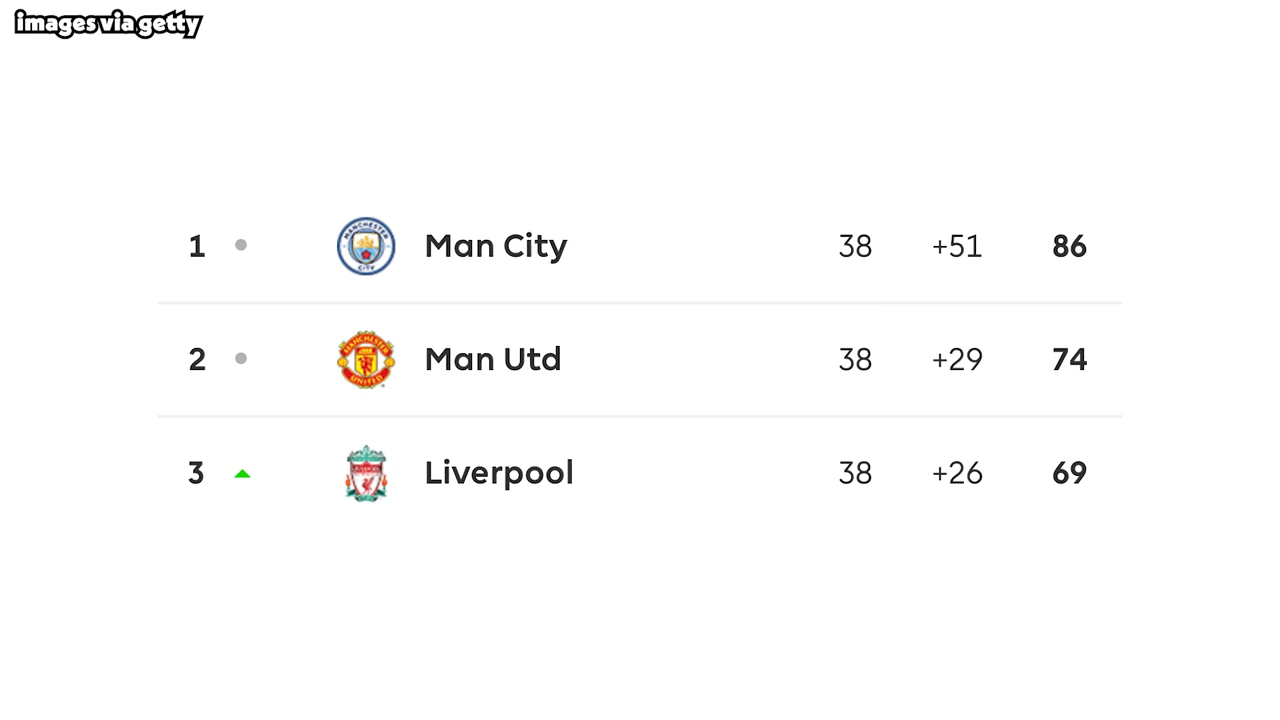 images via getty
1 Man City 38 +51 86
2 Man Utd 38 +29 74
3 Liverpool 38 +26 69